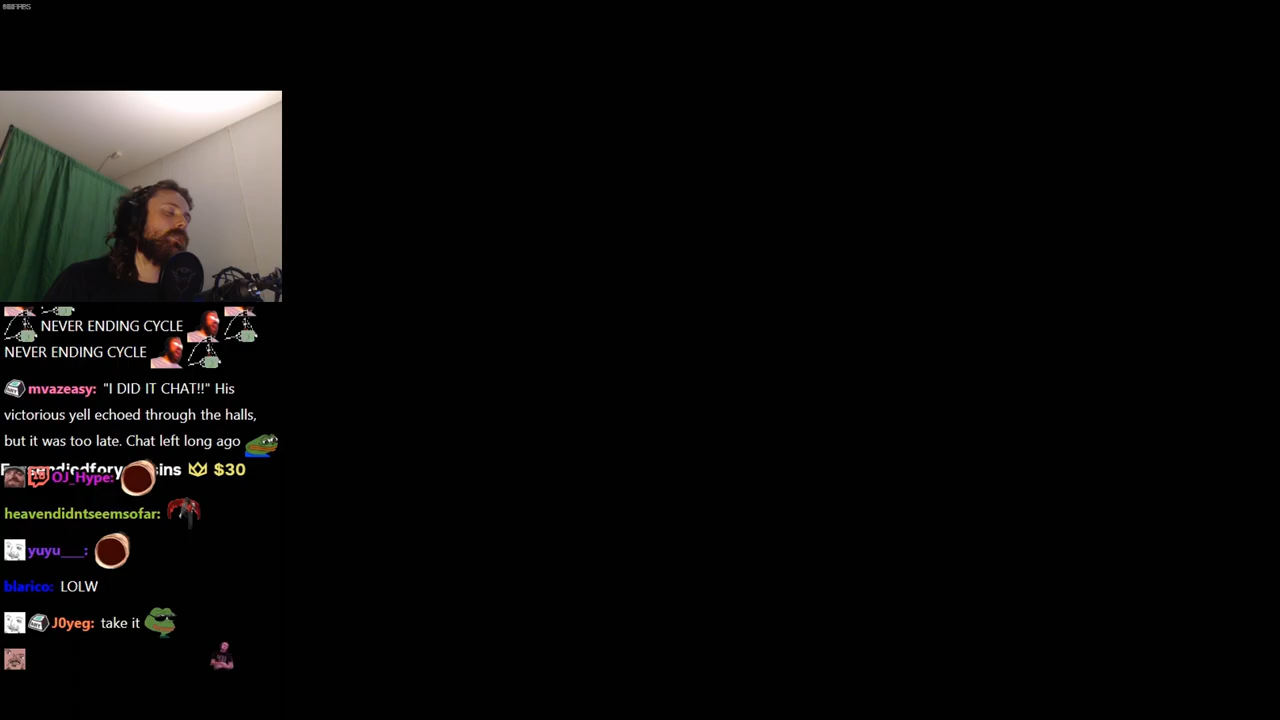 NEVER ENDING CYCLE
NEVER ENDING CYCLE
mvazeasy: "I DID IT CHAT!!" His
victorious yell echoed through the halls,
but it was too late. Chat left long ago
$30
OJ_Hype:
heavendidntseemsofar:
yuyu___:
blarico: LOLW
J0yeg: take it